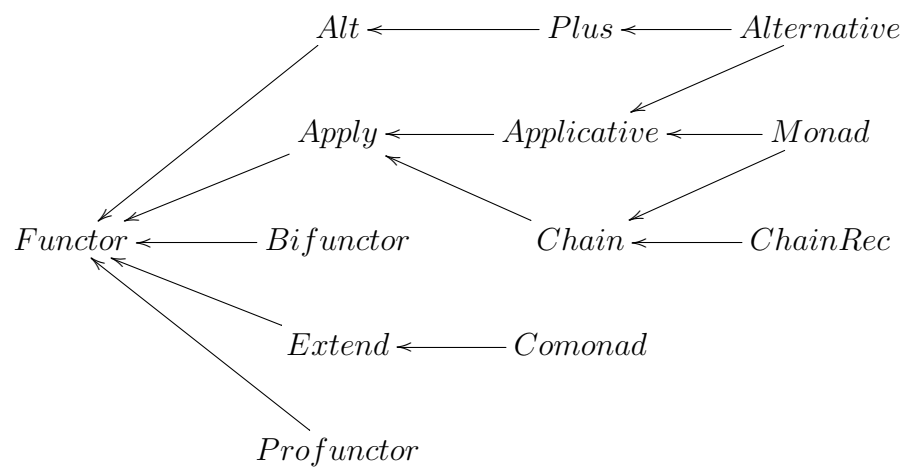 Alt Plus Alternative
Apply Applicative Monad
Functor Bifunctor Chain ChainRec
Extend Comonad
Profunctor